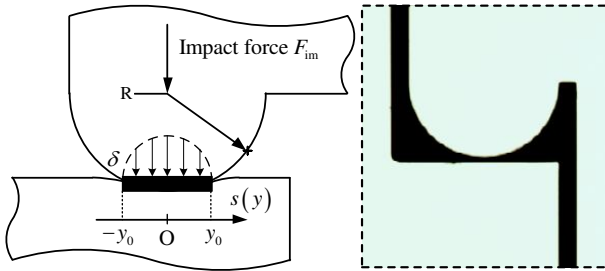 Impact force F_im
R
δ
s(y)
−y_0 O y_0